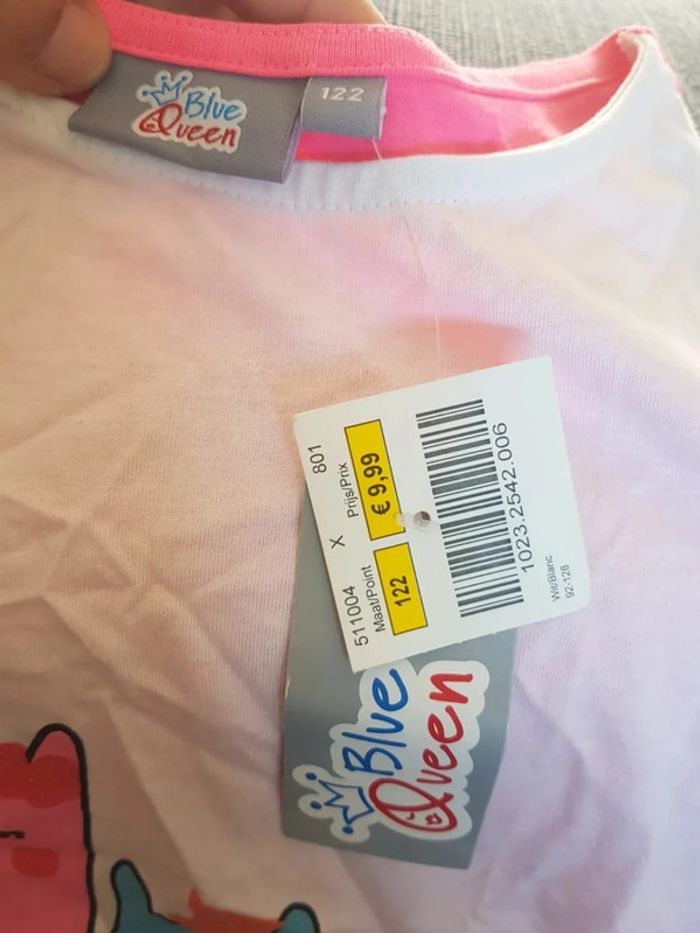 Blue
Queen
122
511004 X 801
Maat/Point Prijs/Prix
122 € 9,99
1023.2542.006
Wit/Blanc
92-128
Blue
Queen